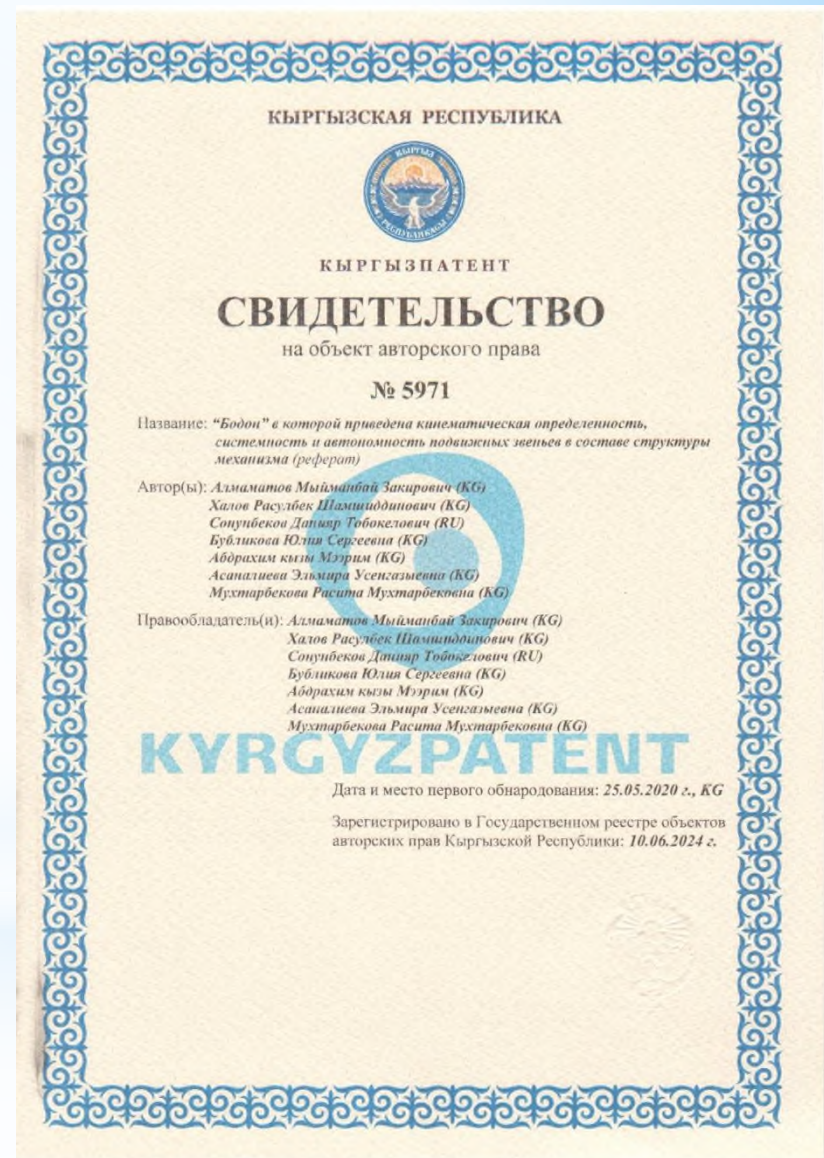 КЫРГЫЗСКАЯ РЕСПУБЛИКА
КЫРГЫЗ
РЕСПУБЛИКАСЫ
КЫРГЫЗПАТЕНТ
СВИДЕТЕЛЬСТВО
на объект авторского права
№ 5971
Название: "Бодон" в которой приведена кинематическая определенность,
системность и автономность подвижных звеньев в составе структуры
механизма (реферат)
Автор(ы): Алмаматов Мыйманбай Закирович (KG)
Халов Расулбек Шамшиддинович (KG)
Сонунбеков Данияр Тобокелович (RU)
Бубликова Юлия Сергеевна (KG)
Абдрахим кызы Мээрим (KG)
Асаналиева Эльмира Усенгазыевна (KG)
Мухтарбекова Расита Мухтарбековна (KG)
Правообладатель(и): Алмаматов Мыйманбай Закирович (KG)
Халов Расулбек Шамшиддинович (KG)
Сонунбеков Данияр Тобокелович (RU)
Бубликова Юлия Сергеевна (KG)
Абдрахим кызы Мээрим (KG)
Асаналиева Эльмира Усенгазыевна (KG)
Мухтарбекова Расита Мухтарбековна (KG)
KYRGYZPATENT
Дата и место первого обнародования: 25.05.2020 г., KG
Зарегистрировано в Государственном реестре объектов
авторских прав Кыргызской Республики: 10.06.2024 г.